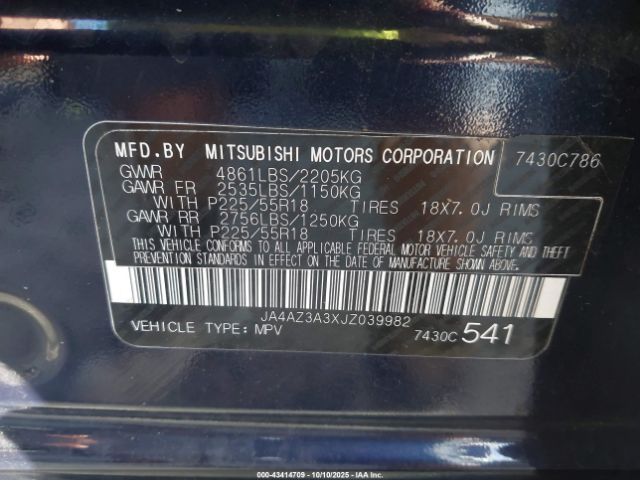 MFD.BY MITSUBISHI MOTORS CORPORATION 7430C786
GVWR 4861LBS/2205KG
GAWR FR 2535LBS/1150KG
WITH P225/55R18 TIRES 18X7.0J RIMS
GAWR RR 2756LBS/1250KG
WITH P225/55R18 TIRES 18X7.0J RIMS
THIS VEHICLE CONFORMS TO ALL APPLICABLE FEDERAL MOTOR VEHICLE SAFETY AND THEFT
PREVENTION STANDARDS IN EFFECT ON THE DATE OF MANUFACTURE SHOWN ABOVE.
JA4AZ3A3XJZ039982
VEHICLE TYPE: MPV 7430C 541
000-43414709 - 10/10/2025 - IAA Inc.